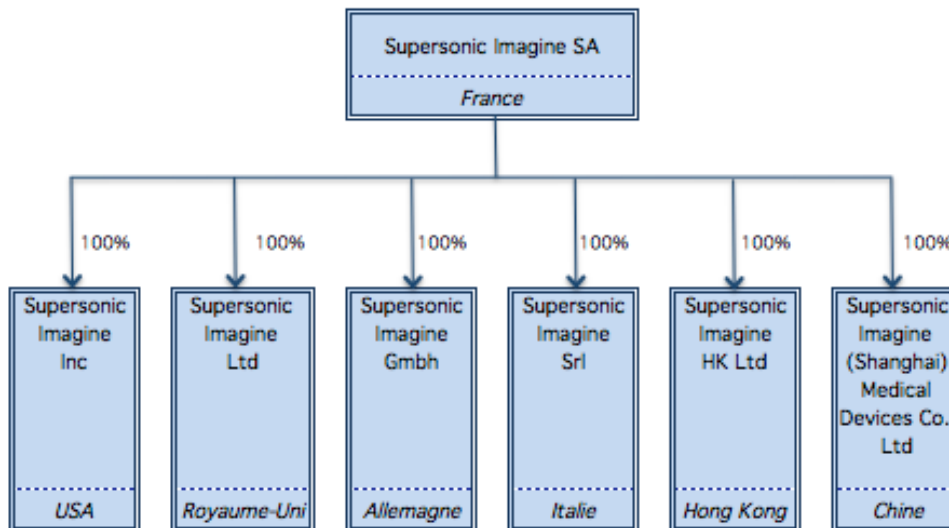 Supersonic Imagine SA
France
100%
100%
100%
100%
100%
100%
Supersonic
Imagine
Inc
USA
Supersonic
Imagine
Ltd
Royaume-Uni
Supersonic
Imagine
Gmbh
Allemagne
Supersonic
Imagine
Srl
Italie
Supersonic
Imagine
HK Ltd
Hong Kong
Supersonic
Imagine
(Shanghai)
Medical
Devices Co.
Ltd
Chine